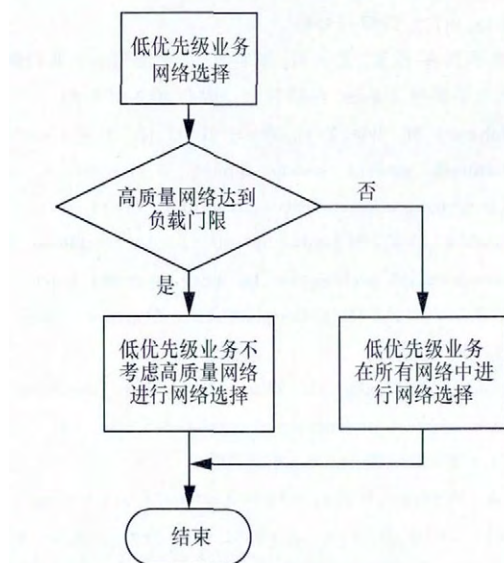 低优先级业务
网络选择
高质量网络达到
负载门限
否
是
低优先级业务不
考虑高质量网络
进行网络选择
低优先级业务
在所有网络中进
行网络选择
结束